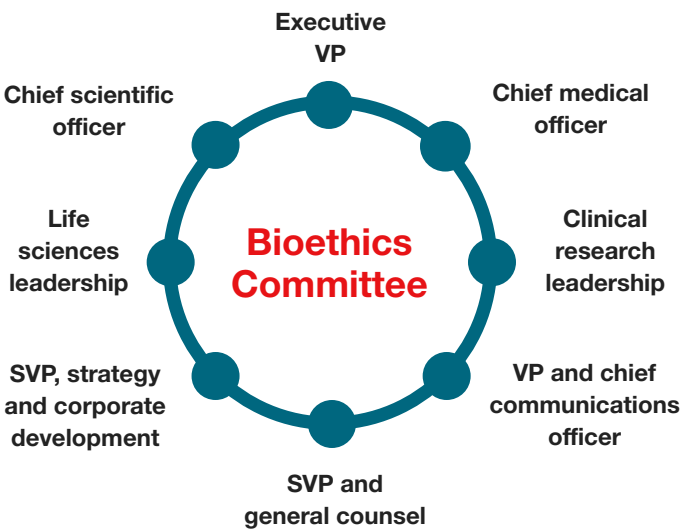 Executive
VP
Chief scientific
officer
Chief medical
officer
Life
sciences
leadership
Bioethics
Committee
Clinical
research
leadership
SVP, strategy
and corporate
development
VP and chief
communications
officer
SVP and
general counsel